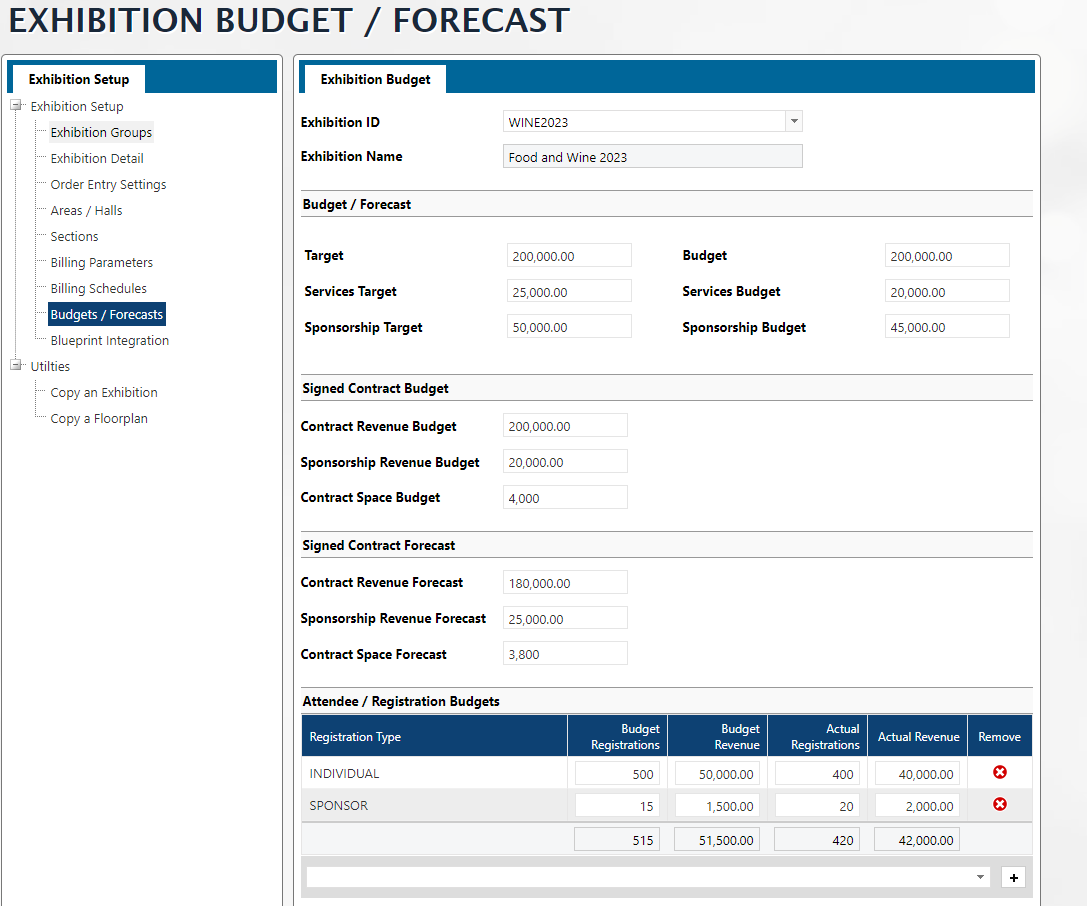 EXHIBITION BUDGET / FORECAST
Exhibition Setup
Exhibition Setup
Exhibition Groups
Exhibition Detail
Order Entry Settings
Areas / Halls
Sections
Billing Parameters
Billing Schedules
Budgets / Forecasts
Blueprint Integration
Utilties
Copy an Exhibition
Copy a Floorplan
Exhibition Budget
Exhibition ID WINE2023
Exhibition Name Food and Wine 2023
Budget / Forecast
Target 200,000.00 Budget 200,000.00
Services Target 25,000.00 Services Budget 20,000.00
Sponsorship Target 50,000.00 Sponsorship Budget 45,000.00
Signed Contract Budget
Contract Revenue Budget 200,000.00
Sponsorship Revenue Budget 20,000.00
Contract Space Budget 4,000
Signed Contract Forecast
Contract Revenue Forecast 180,000.00
Sponsorship Revenue Forecast 25,000.00
Contract Space Forecast 3,800
Attendee / Registration Budgets
Registration Type Budget Registrations Budget Revenue Actual Registrations Actual Revenue Remove
INDIVIDUAL 500 50,000.00 400 40,000.00
SPONSOR 15 1,500.00 20 2,000.00
515 51,500.00 420 42,000.00